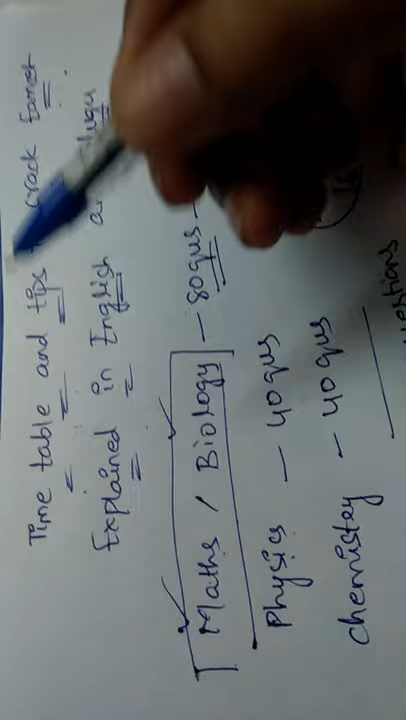 Time table and tips crack Eamcet.
Explained in English
Maths / Biology — 80qus —
Physics — 40qus
chemistry — 40qus